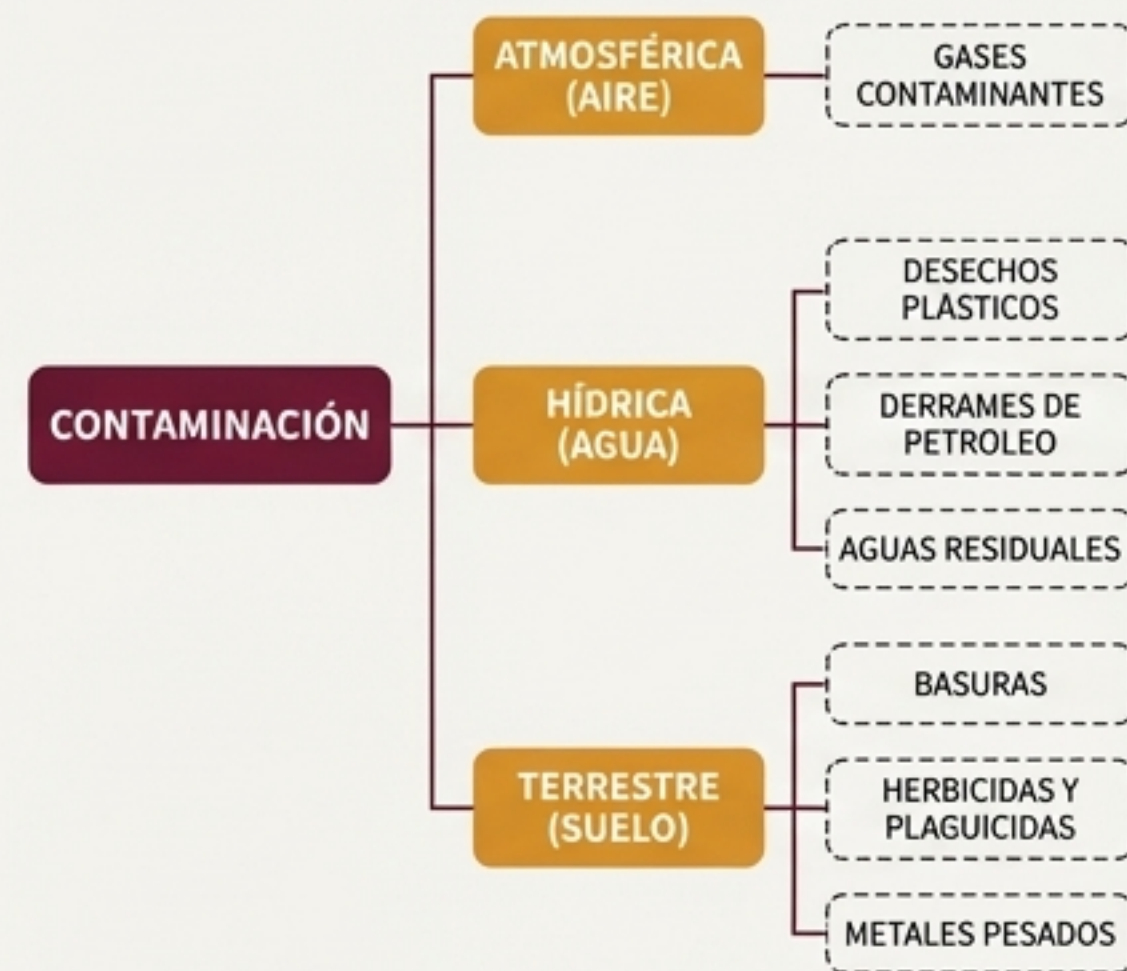 CONTAMINACIÓN
ATMOSFÉRICA
(AIRE)
GASES
CONTAMINANTES
HÍDRICA
(AGUA)
DESECHOS
PLÁSTICOS
DERRAMES DE
PETROLEO
AGUAS RESIDUALES
TERRESTRE
(SUELO)
BASURAS
HERBICIDAS Y
PLAGUICIDAS
METALES PESADOS